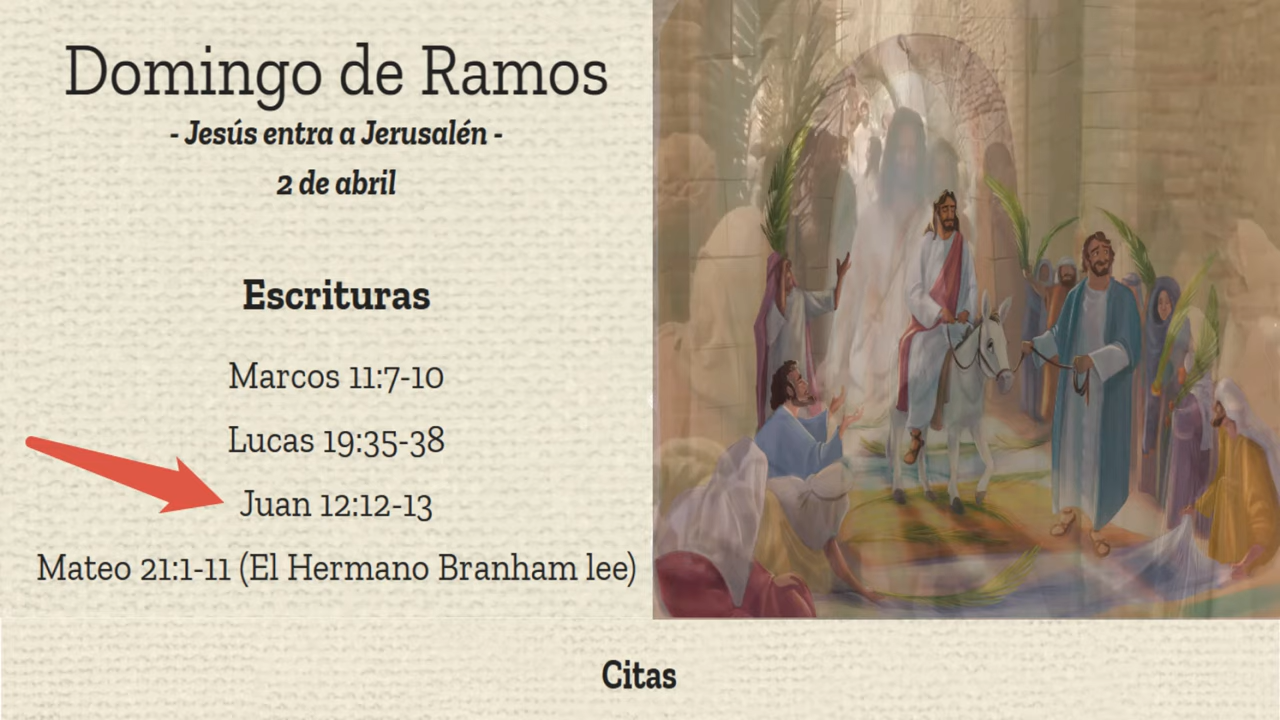 Domingo de Ramos
- Jesús entra a Jerusalén -
2 de abril
Escrituras
Marcos 11:7-10
Lucas 19:35-38
Juan 12:12-13
Mateo 21:1-11 (El Hermano Branham lee)
Citas